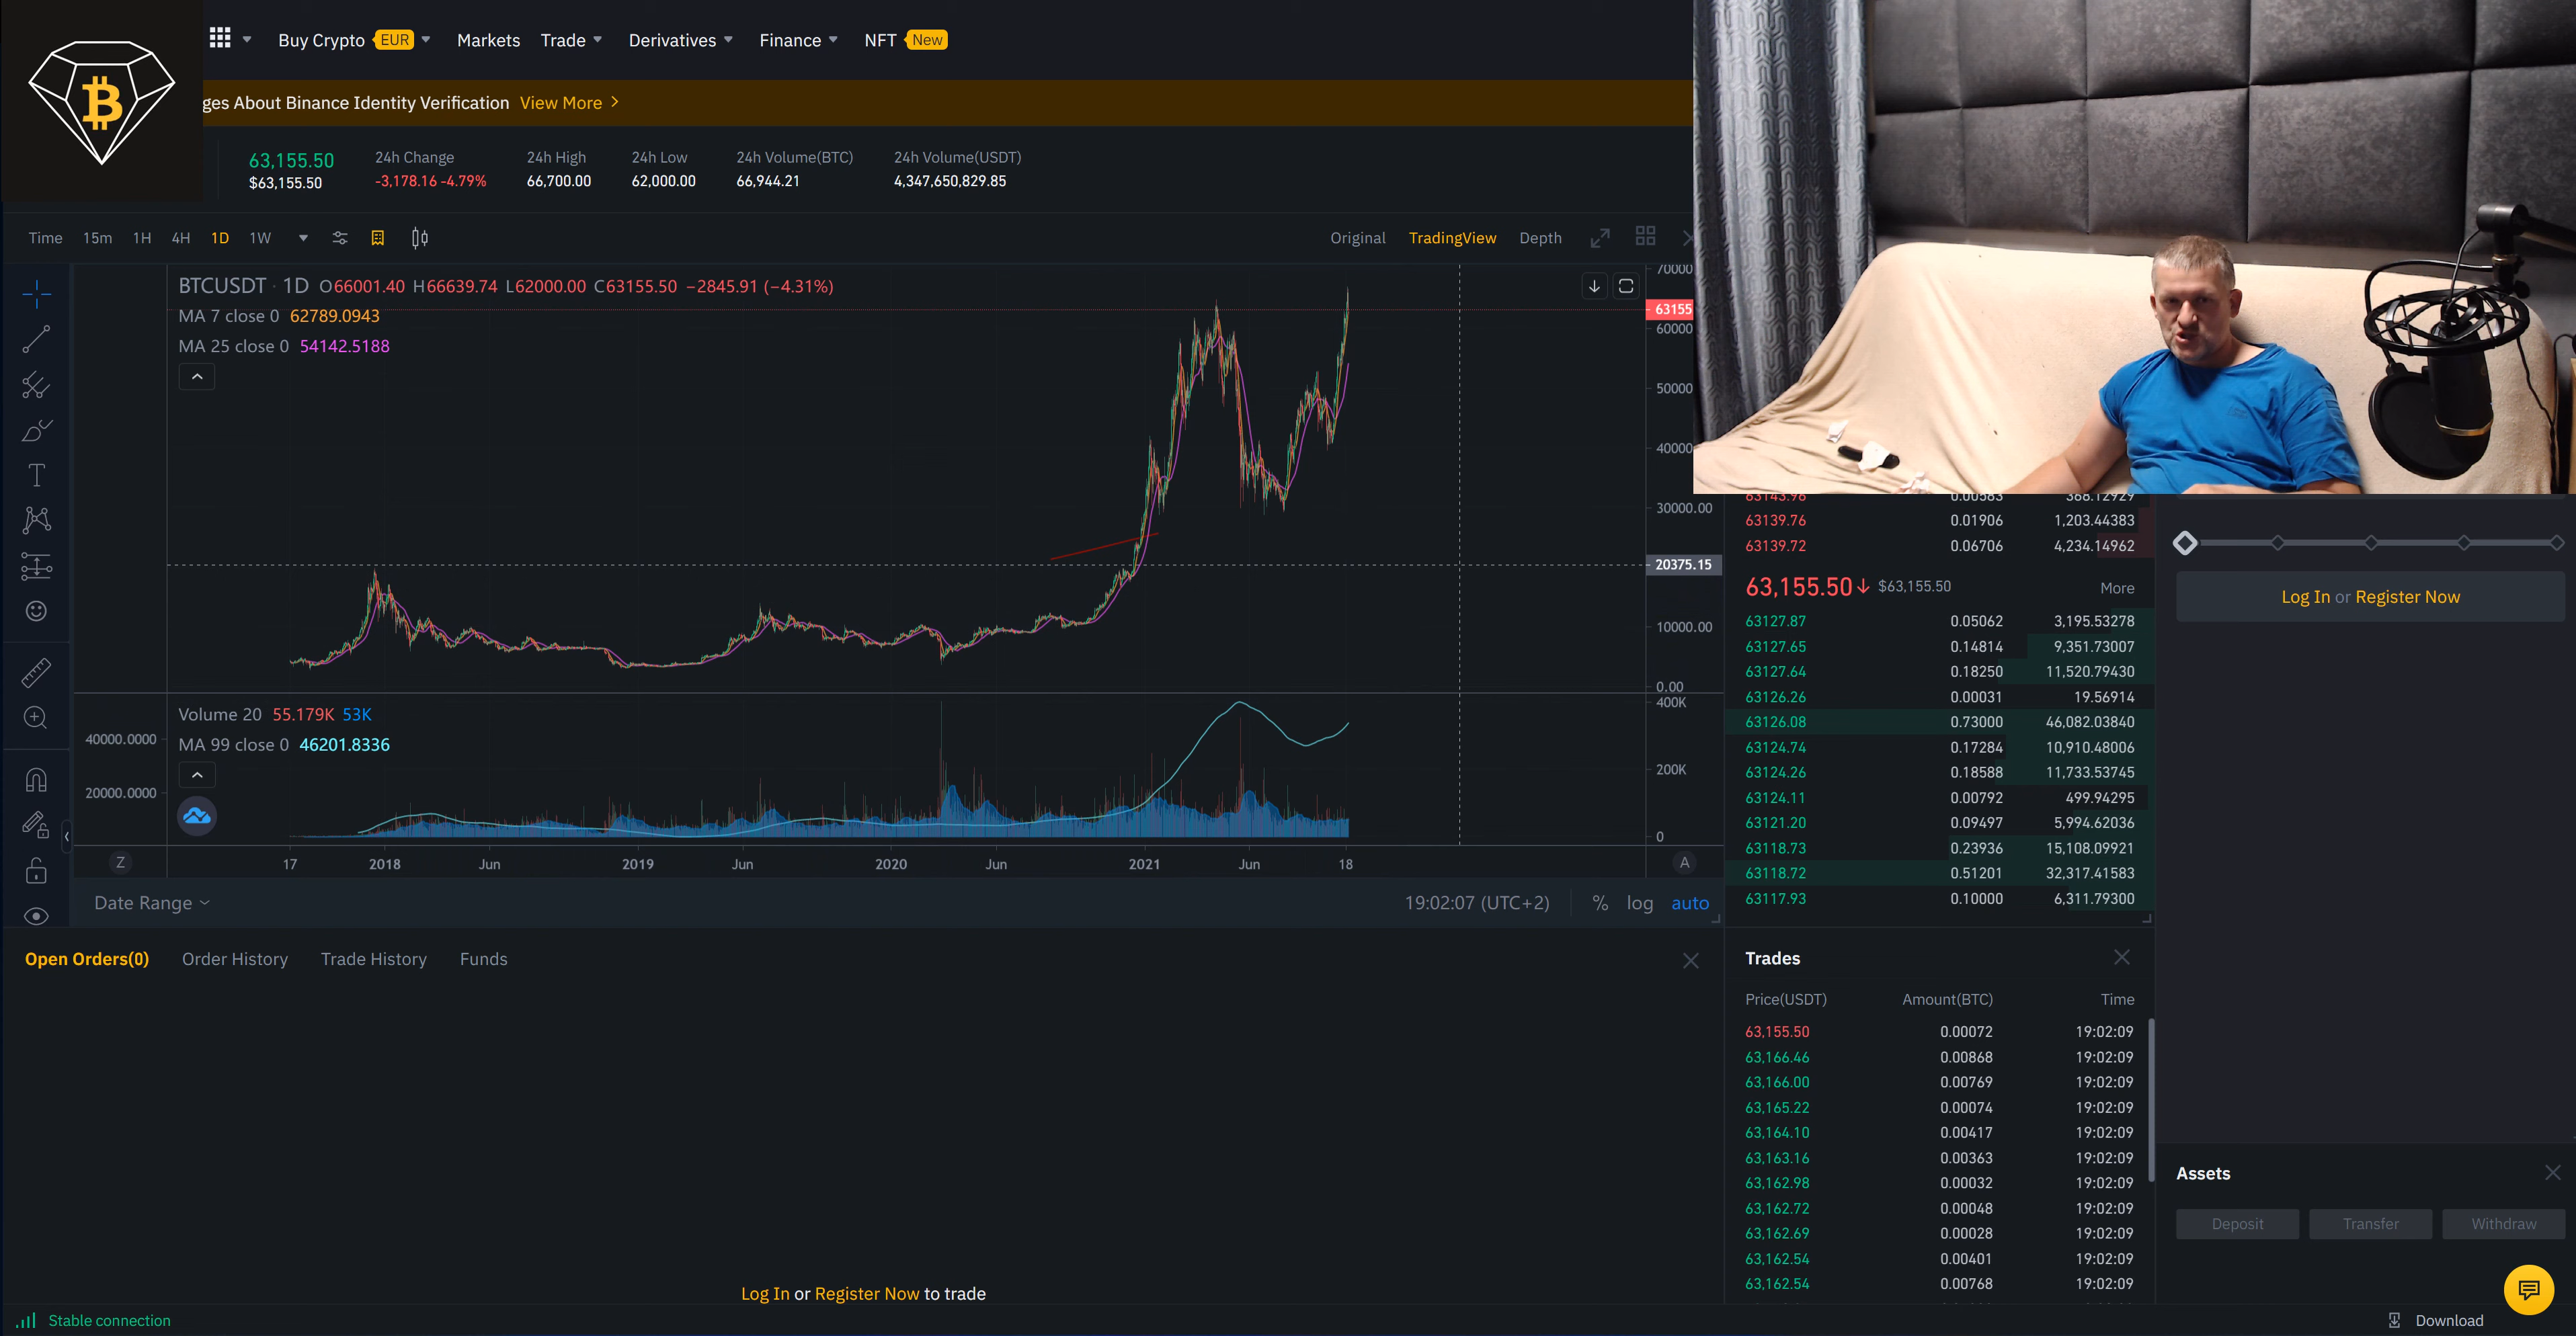 Buy Crypto EUR Markets Trade Derivatives Finance NFT New
ges About Binance Identity Verification View More
63,155.50 24h Change 24h High 24h Low 24h Volume(BTC) 24h Volume(USDT)
$63,155.50 -3,178.16 -4.79% 66,700.00 62,000.00 66,944.21 4,347,650,829.85
Time 15m 1H 4H 1D 1W Original TradingView Depth
BTCUSDT · 1D O66001.40 H66639.74 L62000.00 C63155.50 −2845.91 (−4.31%)
MA 7 close 0 62789.0943
MA 25 close 0 54142.5188
70000
63155
60000
50000
40000
30000.00
20375.15
10000.00
0.00
Volume 20 55.179K 53K
MA 99 close 0 46201.8336
400K
200K
0
40000.0000
20000.0000
Z 17 2018 Jun 2019 Jun 2020 Jun 2021 Jun 18 A
Date Range 19:02:07 (UTC+2) % log auto
63143.96 0.00583 368.12929
63139.76 0.01906 1,203.44383
63139.72 0.06706 4,234.14962
63,155.50 $63,155.50 More
63127.87 0.05062 3,195.53278
63127.65 0.14814 9,351.73007
63127.64 0.18250 11,520.79430
63126.26 0.00031 19.56914
63126.08 0.73000 46,082.03840
63124.74 0.17284 10,910.48006
63124.26 0.18588 11,733.53745
63124.11 0.00792 499.94295
63121.20 0.09497 5,994.62036
63118.73 0.23936 15,108.09921
63118.72 0.51201 32,317.41583
63117.93 0.10000 6,311.79300
Log In or Register Now
Open Orders(0) Order History Trade History Funds
Log In or Register Now to trade
Trades
Price(USDT) Amount(BTC) Time
63,155.50 0.00072 19:02:09
63,166.46 0.00868 19:02:09
63,166.00 0.00769 19:02:09
63,165.22 0.00074 19:02:09
63,164.10 0.00417 19:02:09
63,163.16 0.00363 19:02:09
63,162.98 0.00032 19:02:09
63,162.72 0.00048 19:02:09
63,162.69 0.00028 19:02:09
63,162.54 0.00401 19:02:09
63,162.54 0.00768 19:02:09
Assets
Deposit Transfer Withdraw
Stable connection
Download